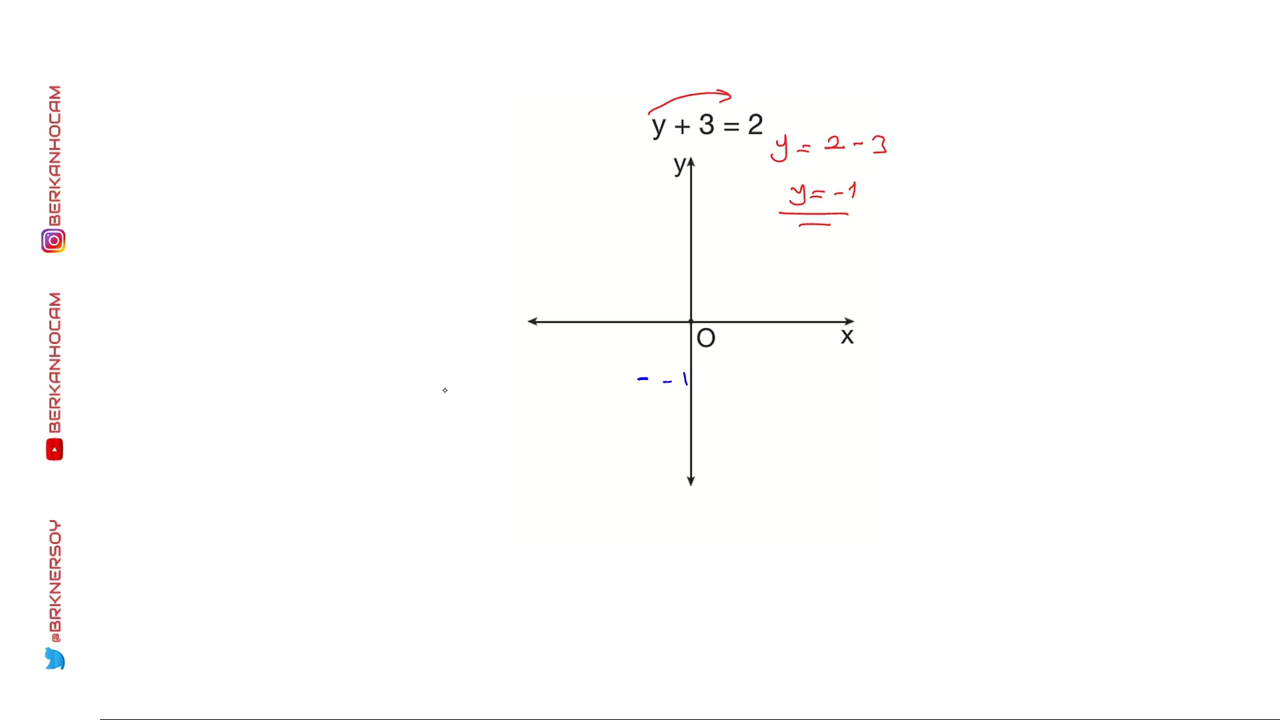 BERKANHOCAM
BERKANHOCAM
@BRKNERSOY
y + 3 = 2
y = 2 - 3
y = -1
y
O
x
- -1